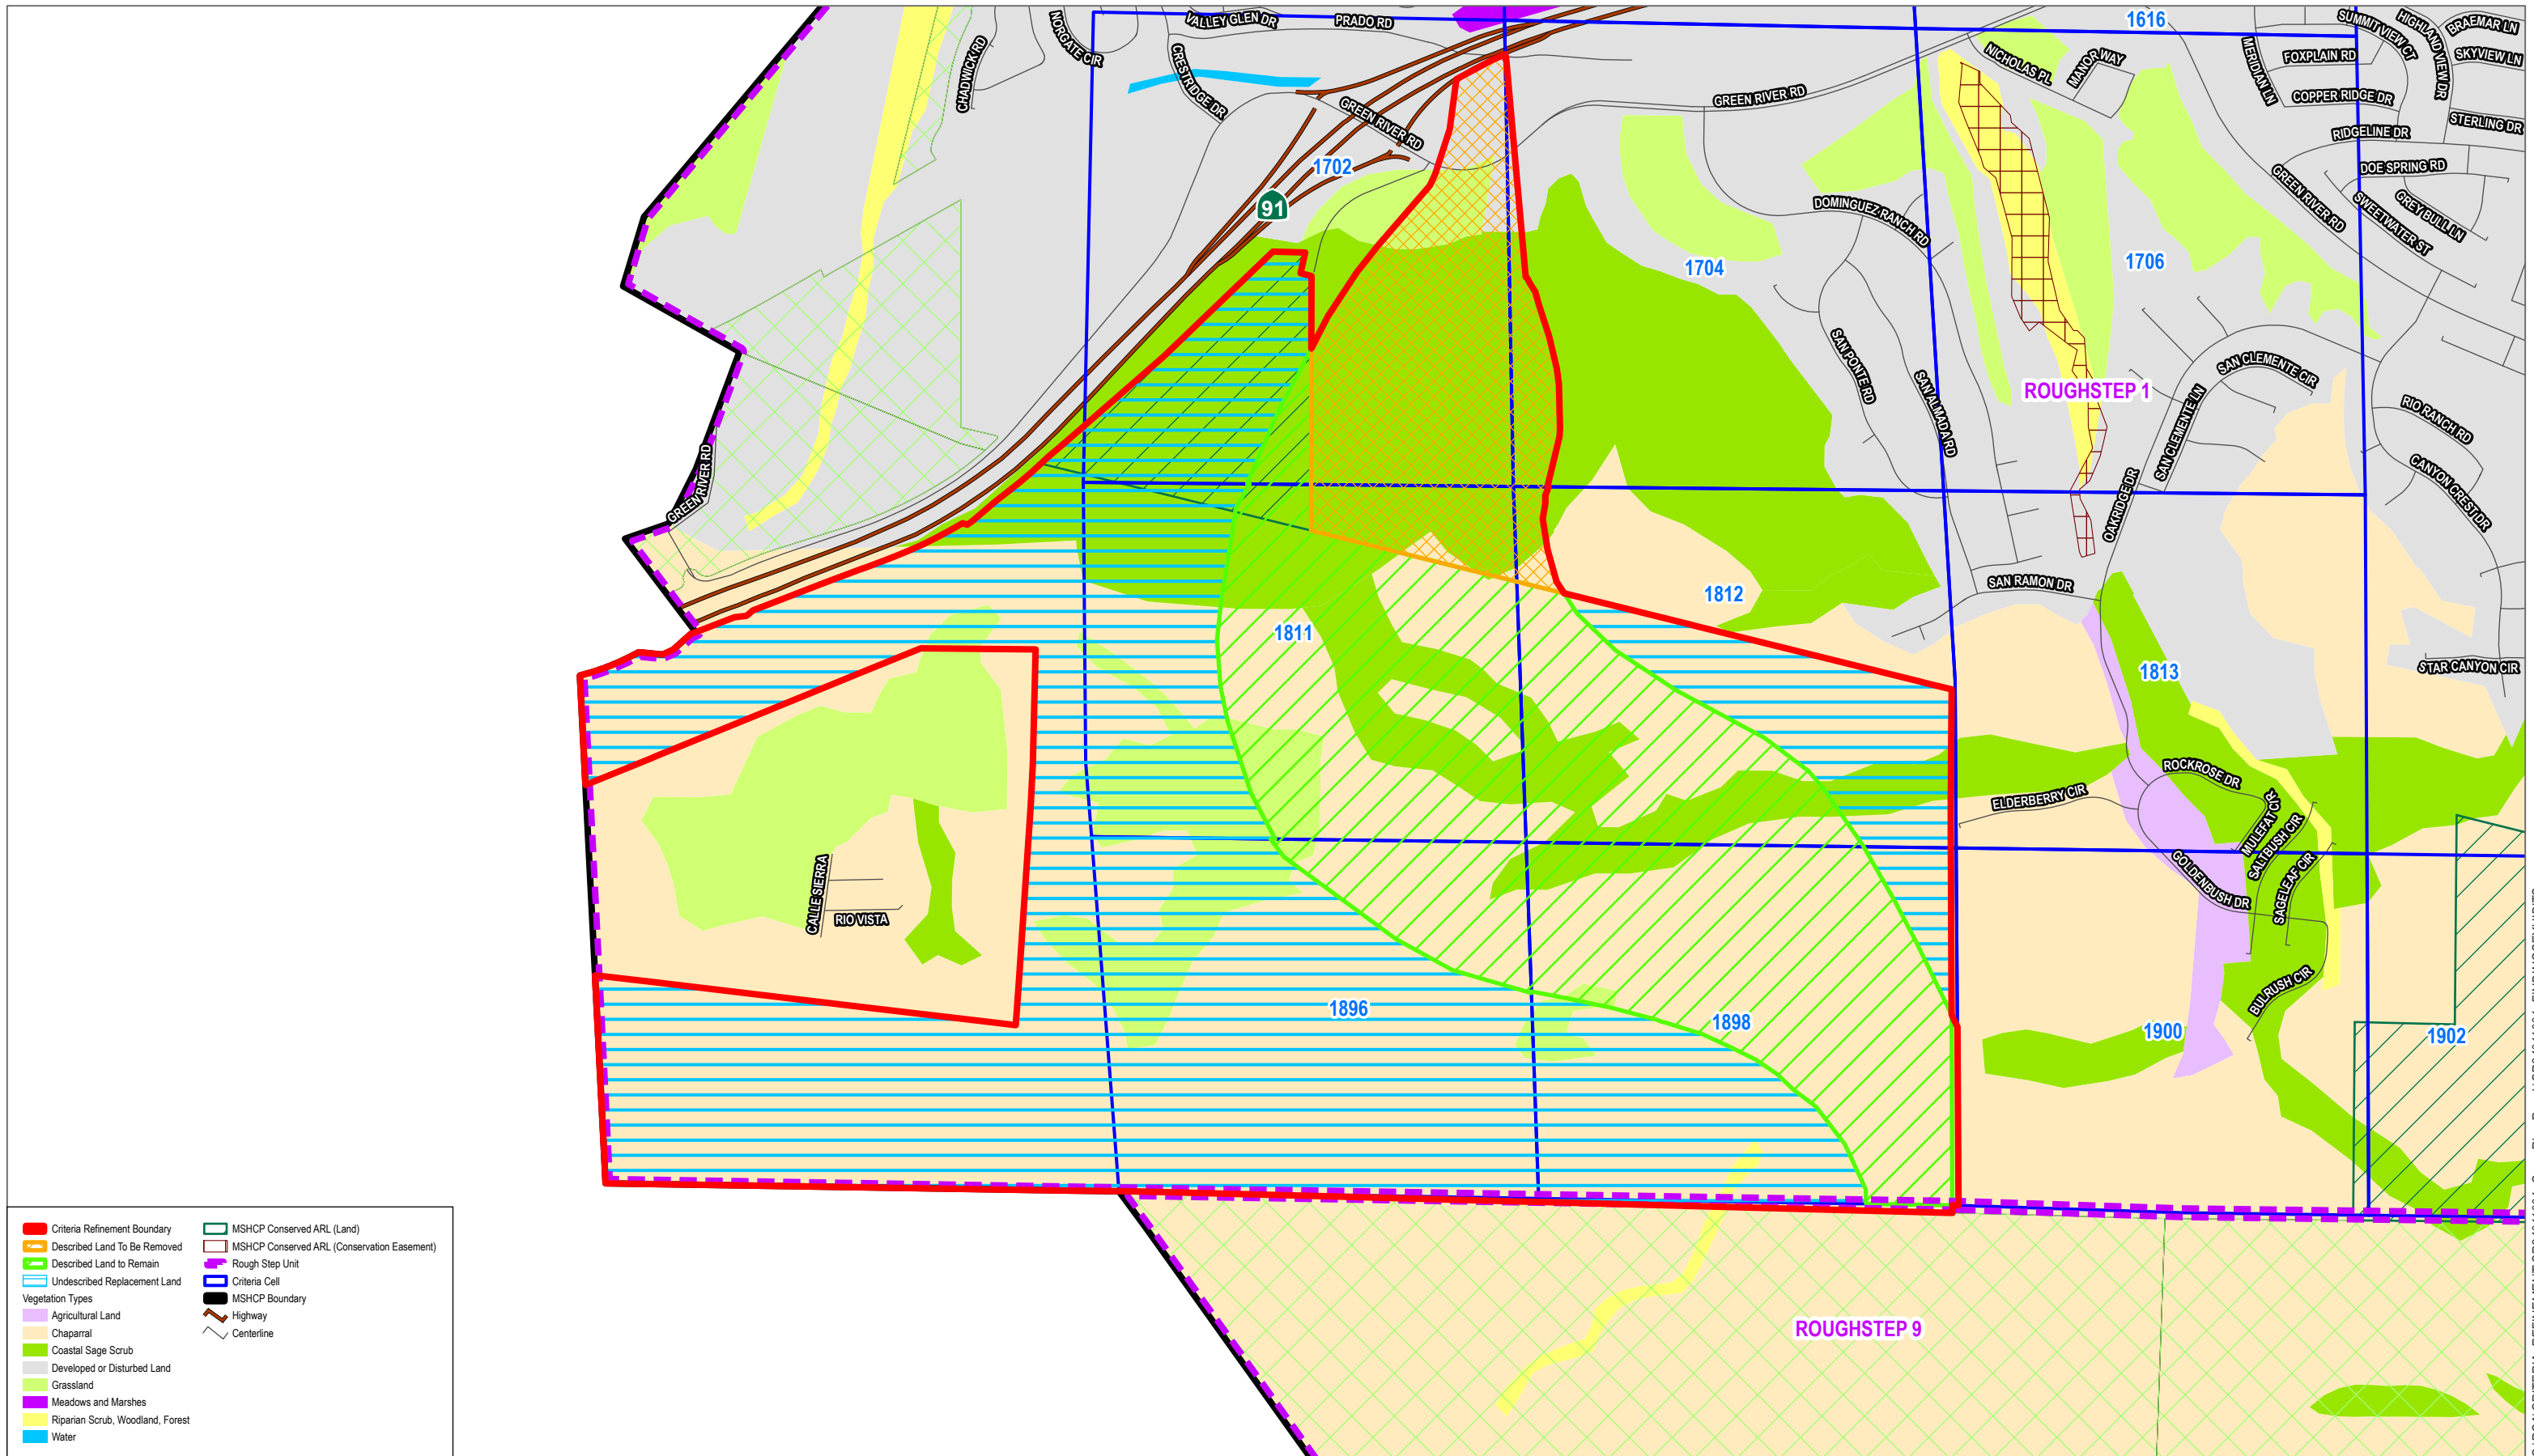 VALLEY GLEN DR
PRADO RD
NORGATE CIR
CHADWICK RD
CRESTRIDGE DR
GREEN RIVER RD
GREEN RIVER RD
1616
SUMMIT VIEW CT
HIGHLAND VIEW DR
BRAEMAR LN
SKYVIEW LN
FOXPLAIN RD
MERIDIAN LN
NICHOLAS PL
MANOR WAY
COPPER RIDGE DR
STERLING DR
RIDGELINE DR
DOE SPRING RD
GREEN RIVER RD
SWEETWATER ST
GREY BULL LN
1702
91
DOMINGUEZ RANCH RD
1704
1706
SAN PONTE RD
SAN ALMADA RD
ROUGHSTEP 1
SAN CLEMENTE CIR
SAN CLEMENTE LN
RIO RANCH RD
CANYON CREST DR
OAKRIDGE DR
GREEN RIVER RD
SAN RAMON DR
1812
1811
1813
STAR CANYON CIR
ROCKROSE DR
ELDERBERRY CIR
MULEFAT CIR
SALTBUSH CIR
SAGELEAF CIR
GOLDENBUSH DR
BULRUSH CIR
CALLE SIERRA
RIO VISTA
1896
1898
1900
1902
ROUGHSTEP 9
Criteria Refinement Boundary
Described Land To Be Removed
Described Land to Remain
Undescribed Replacement Land
Vegetation Types
Agricultural Land
Chaparral
Coastal Sage Scrub
Developed or Disturbed Land
Grassland
Meadows and Marshes
Riparian Scrub, Woodland, Forest
Water
MSHCP Conserved ARL (Land)
MSHCP Conserved ARL (Conservation Easement)
Rough Step Unit
Criteria Cell
MSHCP Boundary
Highway
Centerline